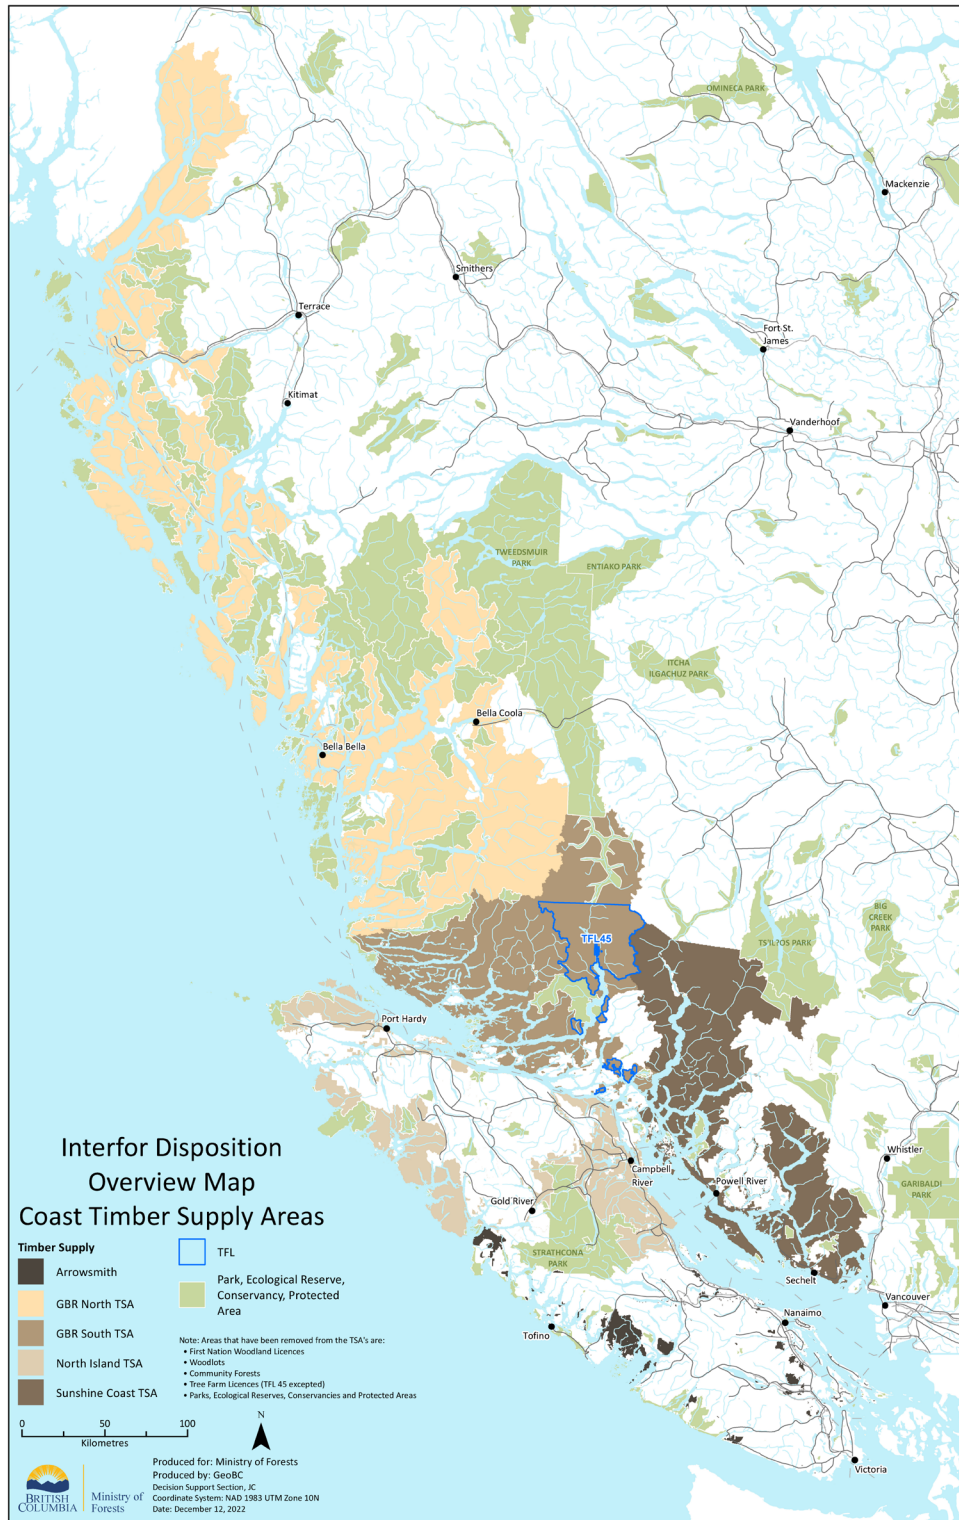 OMINECA PARK
Mackenzie
Smithers
Terrace
Fort St.
James
Kitimat
Vanderhoof
TWEEDSMUIR
PARK
ENTIAKO PARK
ITCHA
ILGACHUZ PARK
Bella Coola
Bella Bella
BIG
CREEK
PARK
TFL45
TS'IL?OS PARK
Port Hardy
Whistler
Campbell
River
Powell River
GARIBALDI
PARK
Gold River
STRATHCONA
PARK
Sechelt
Vancouver
Nanaimo
Tofino
Victoria
Interfor Disposition
Overview Map
Coast Timber Supply Areas
Timber Supply
Arrowsmith
GBR North TSA
GBR South TSA
North Island TSA
Sunshine Coast TSA
TFL
Park, Ecological Reserve,
Conservancy, Protected
Area
Note: Areas that have been removed from the TSA's are:
• First Nation Woodland Licences
• Woodlots
• Community Forests
• Tree Farm Licences (TFL 45 excepted)
• Parks, Ecological Reserves, Conservancies and Protected Areas
0 50 100
Kilometres
N
BRITISH
COLUMBIA
Ministry of
Forests
Produced for: Ministry of Forests
Produced by: GeoBC
Decision Support Section, JC
Coordinate System: NAD 1983 UTM Zone 10N
Date: December 12, 2022